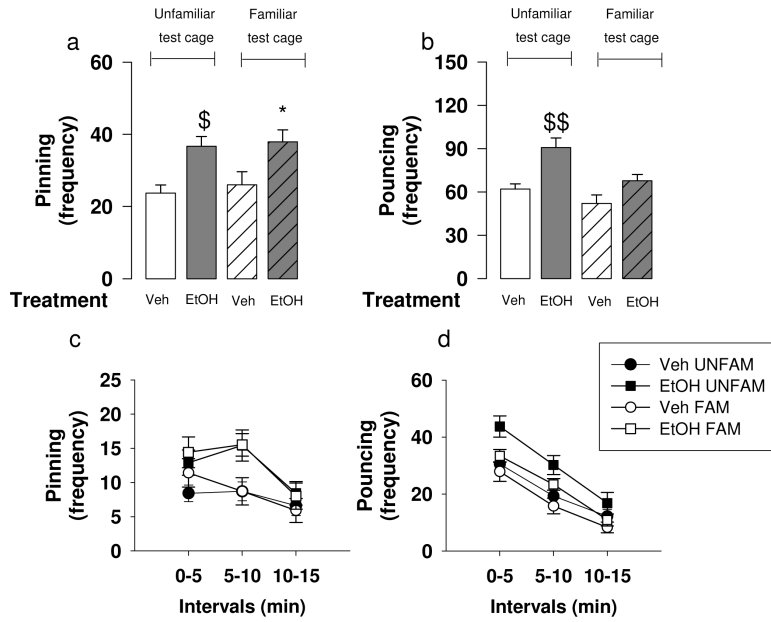 Unfamiliar test cage
Familiar test cage
a
Pinning (frequency)
60
40
20
0
$
*
Treatment
Veh
EtOH
Veh
EtOH
Unfamiliar test cage
Familiar test cage
b
Pouncing (frequency)
150
120
90
60
30
0
$$
Treatment
Veh
EtOH
Veh
EtOH
c
Pinning (frequency)
25
20
15
10
5
0
0-5
5-10
10-15
Intervals (min)
d
Pouncing (frequency)
60
40
20
0
0-5
5-10
10-15
Intervals (min)
Veh UNFAM
EtOH UNFAM
Veh FAM
EtOH FAM